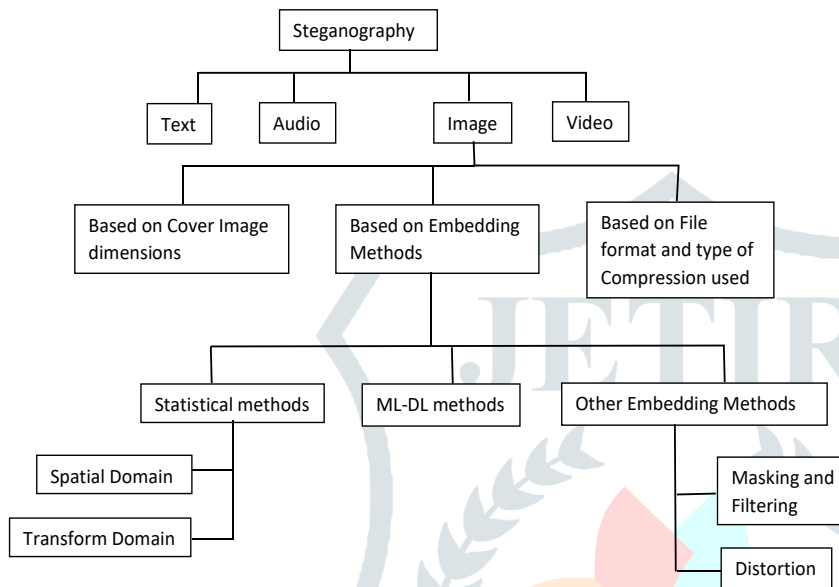 Steganography
Text
Audio
Image
Video
Based on Cover Image
dimensions
Based on Embedding
Methods
Based on File
format and type of
Compression used
JETIR
Statistical methods
ML-DL methods
Other Embedding Methods
Spatial Domain
Transform Domain
Masking and
Filtering
Distortion